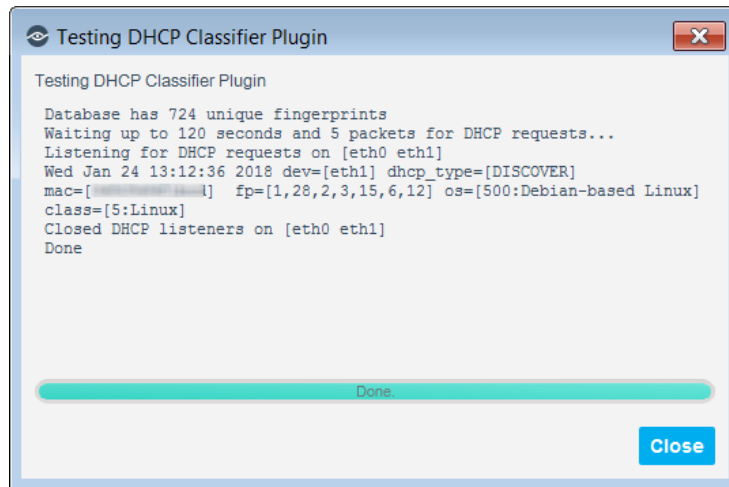 Testing DHCP Classifier Plugin
Testing DHCP Classifier Plugin
Database has 724 unique fingerprints
Waiting up to 120 seconds and 5 packets for DHCP requests...
Listening for DHCP requests on [eth0 eth1]
Wed Jan 24 13:12:36 2018 dev=[eth1] dhcp_type=[DISCOVER]
mac=[ ] fp=[1,28,2,3,15,6,12] os=[500:Debian-based Linux]
class=[5:Linux]
Closed DHCP listeners on [eth0 eth1]
Done
Done.
Close